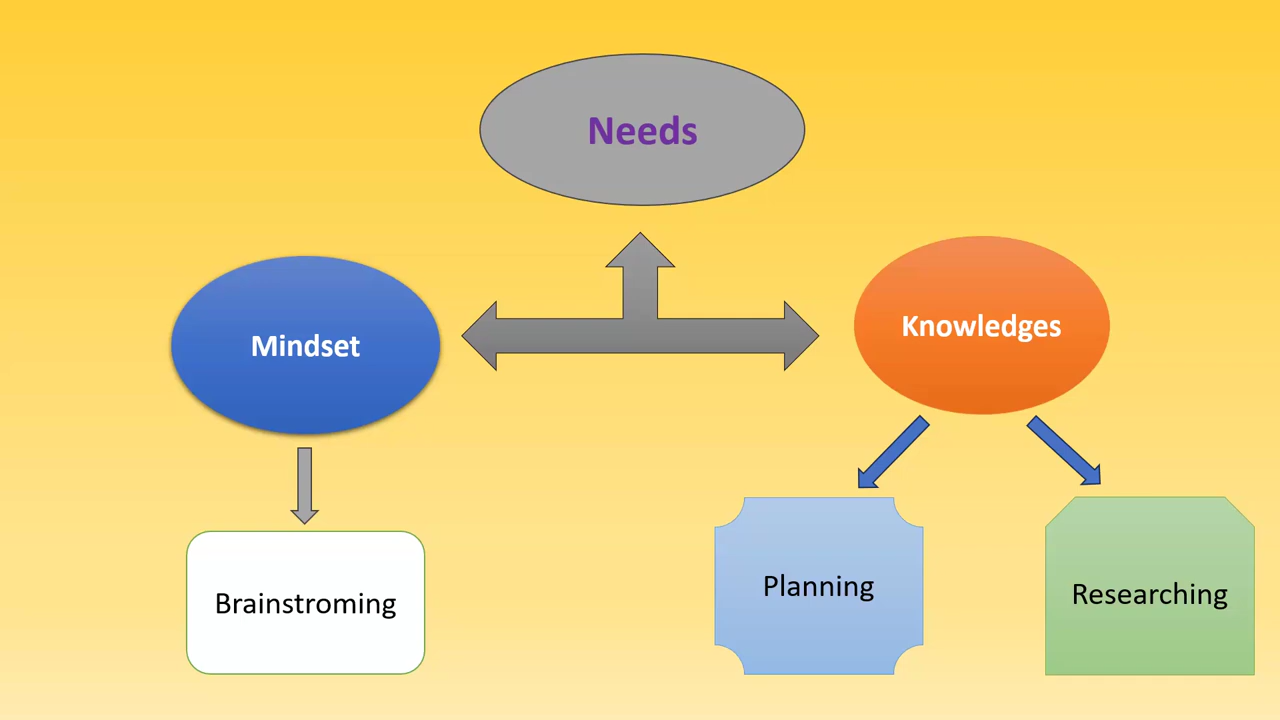 Needs
Mindset
Knowledges
Brainstroming
Planning
Researching